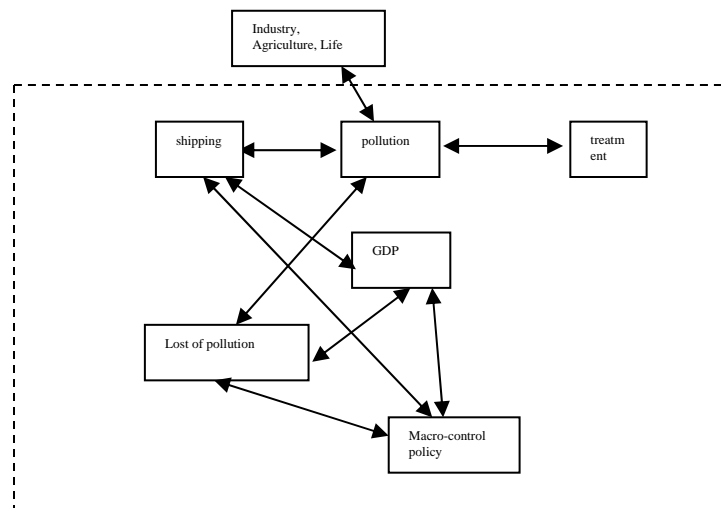 Industry,
Agriculture, Life
shipping
pollution
treatm
ent
GDP
Lost of pollution
Macro-control
policy